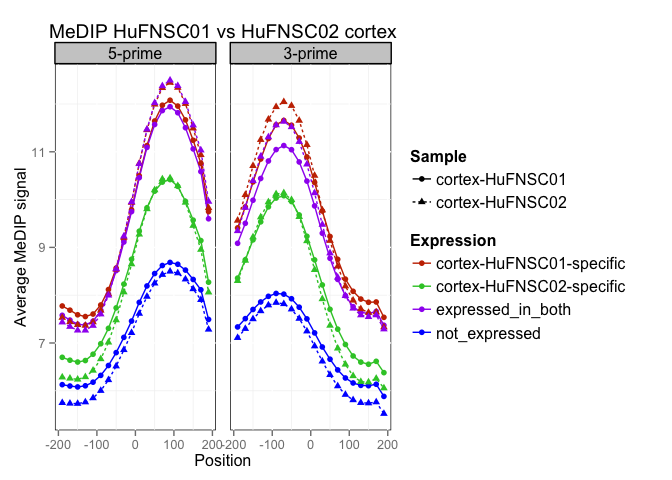 MeDIP HuFNSC01 vs HuFNSC02 cortex
5-prime
3-prime
Average MeDIP signal
11
9
7
-200 -100 0 100 200
-200 -100 0 100 200
Position
Sample
cortex-HuFNSC01
cortex-HuFNSC02
Expression
cortex-HuFNSC01-specific
cortex-HuFNSC02-specific
expressed_in_both
not_expressed